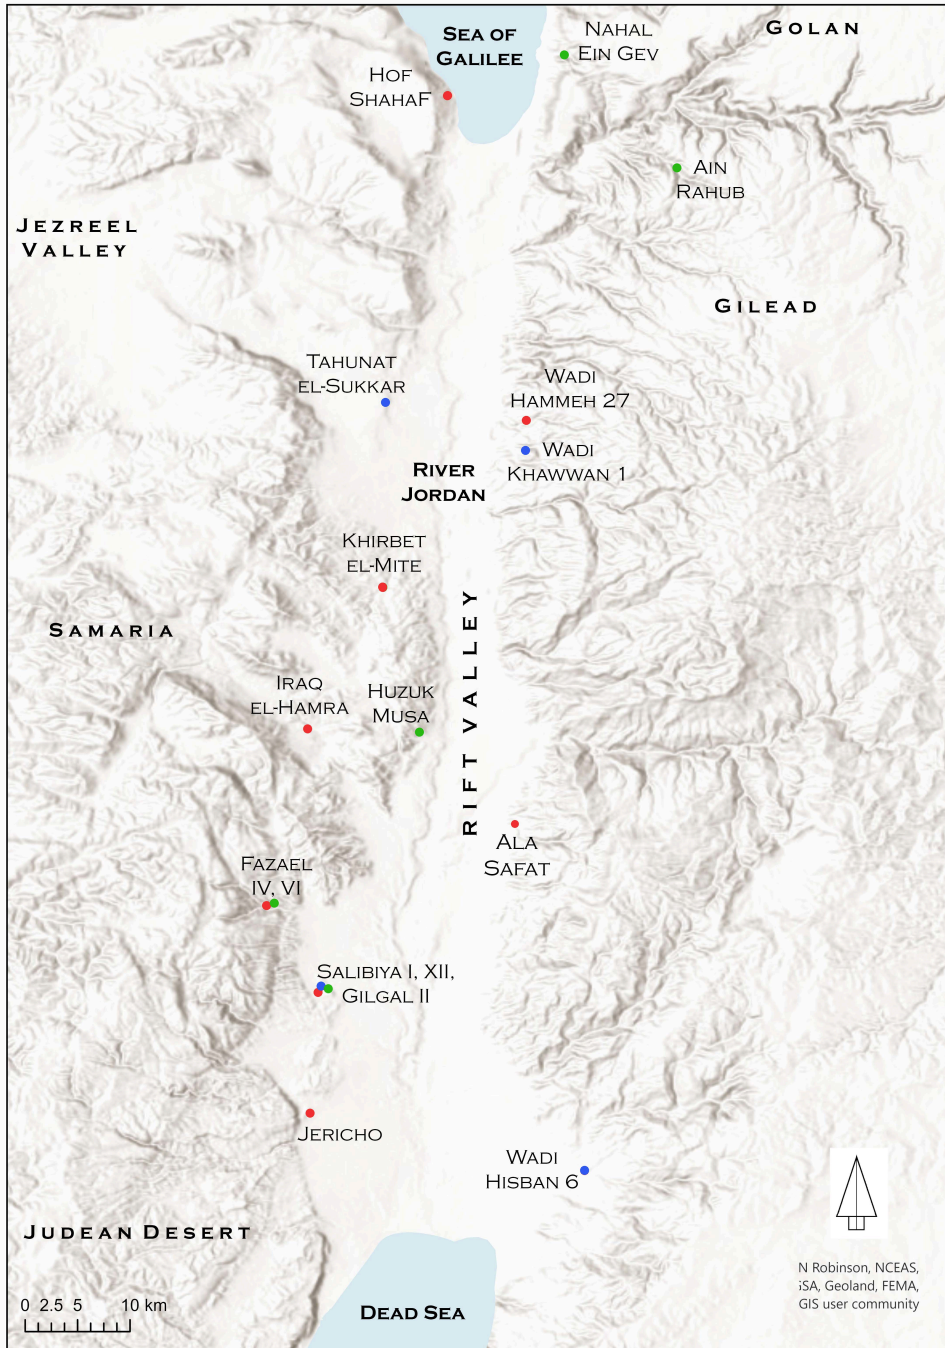 SEA OF
GALILEE
NAHAL
EIN GEV
GOLAN
HOF
SHAHAF
AIN
RAHUB
JEZREEL
VALLEY
GILEAD
TAHUNAT
EL-SUKKAR
WADI
HAMMEH 27
WADI
KHAWWAN 1
RIVER
JORDAN
KHIRBET
EL-MITE
RIFT VALLEY
SAMARIA
IRAQ
EL-HAMRA
HUZUK
MUSA
ALA
SAFAT
FAZAEL
IV, VI
SALIBIYA I, XII,
GILGAL II
JERICHO
WADI
HISBAN 6
JUDEAN DESERT
DEAD SEA
0 2.5 5 10 km
N Robinson, NCEAS,
iSA, Geoland, FEMA,
GIS user community